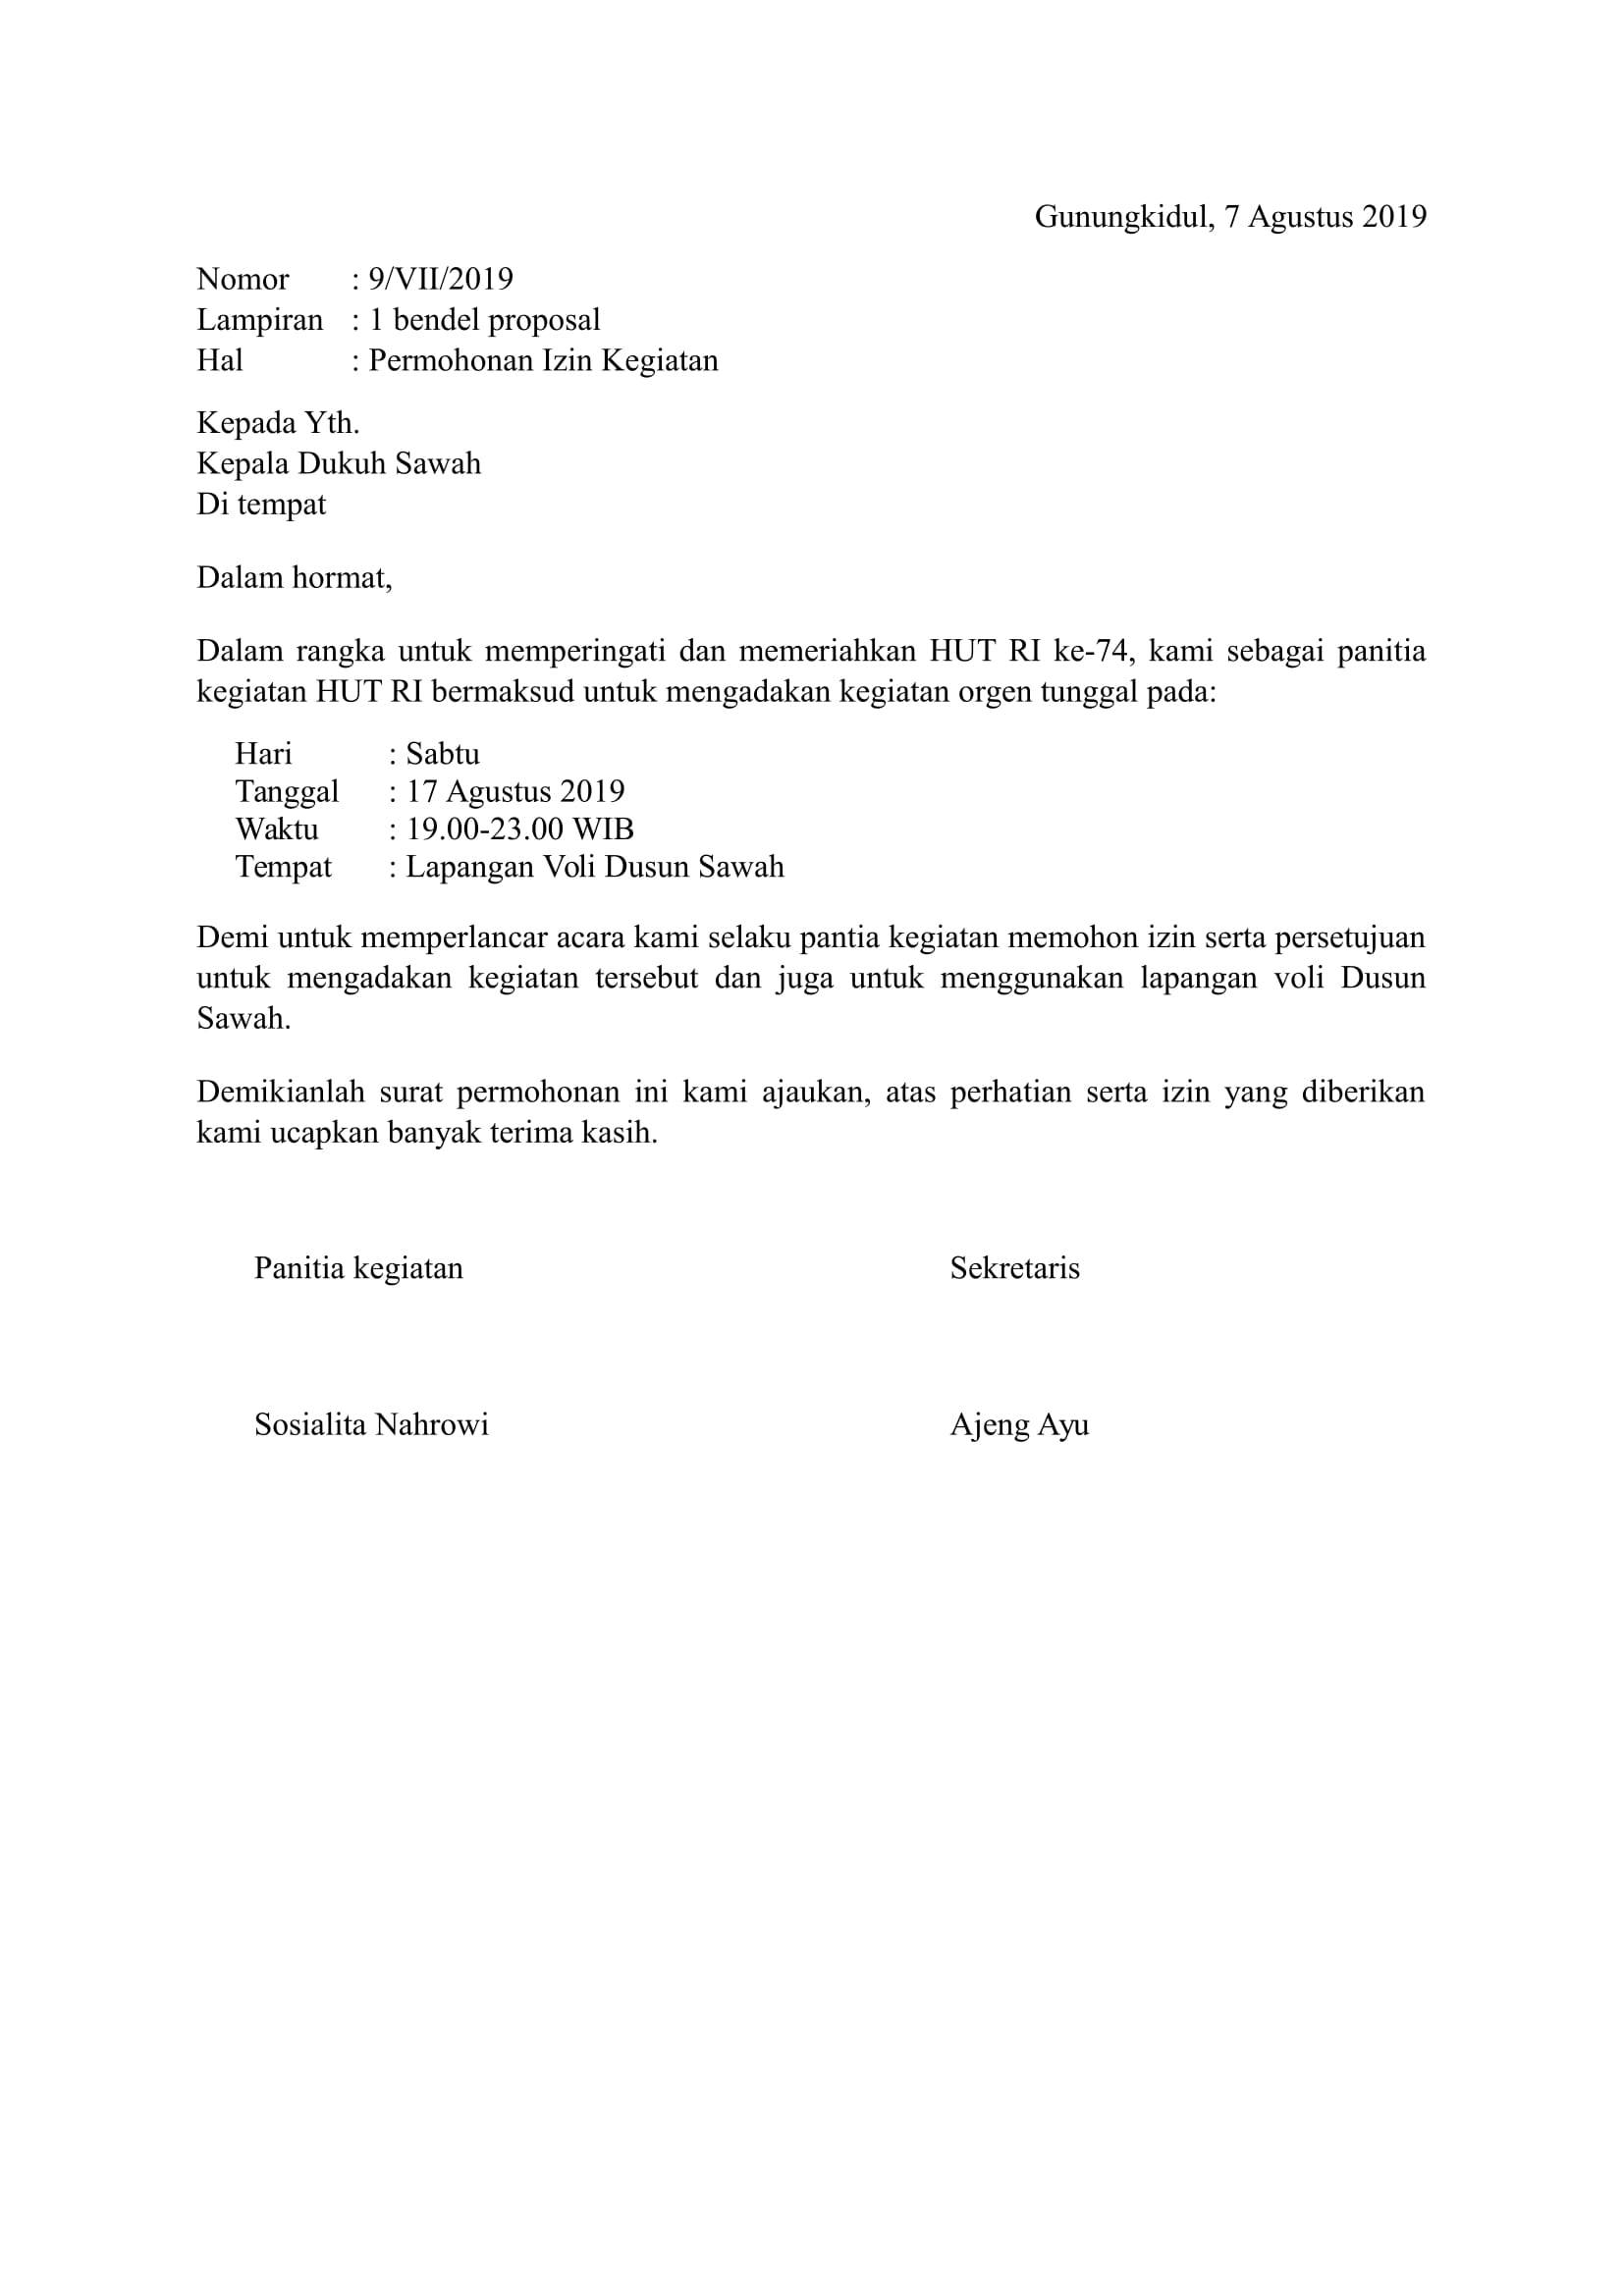 Gunungkidul, 7 Agustus 2019
Nomor : 9/VII/2019
Lampiran : 1 bendel proposal
Hal : Permohonan Izin Kegiatan
Kepada Yth.
Kepala Dukuh Sawah
Di tempat
Dalam hormat,
Dalam rangka untuk memperingati dan memeriahkan HUT RI ke-74, kami sebagai panitia
kegiatan HUT RI bermaksud untuk mengadakan kegiatan orgen tunggal pada:
Hari : Sabtu
Tanggal : 17 Agustus 2019
Waktu : 19.00-23.00 WIB
Tempat : Lapangan Voli Dusun Sawah
Demi untuk memperlancar acara kami selaku pantia kegiatan memohon izin serta persetujuan
untuk mengadakan kegiatan tersebut dan juga untuk menggunakan lapangan voli Dusun
Sawah.
Demikianlah surat permohonan ini kami ajaukan, atas perhatian serta izin yang diberikan
kami ucapkan banyak terima kasih.
Panitia kegiatan Sekretaris
Sosialita Nahrowi Ajeng Ayu